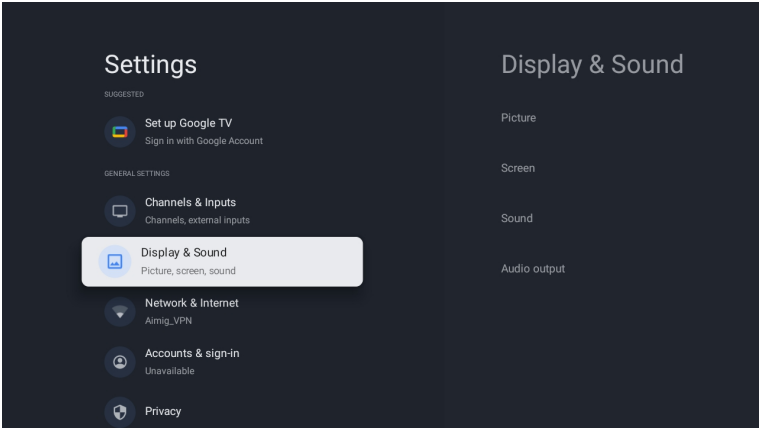 Settings
SUGGESTED
Set up Google TV
Sign in with Google Account
GENERAL SETTINGS
Channels & Inputs
Channels, external inputs
Display & Sound
Picture, screen, sound
Network & Internet
Aimig_VPN
Accounts & sign-in
Unavailable
Privacy
Display & Sound
Picture
Screen
Sound
Audio output